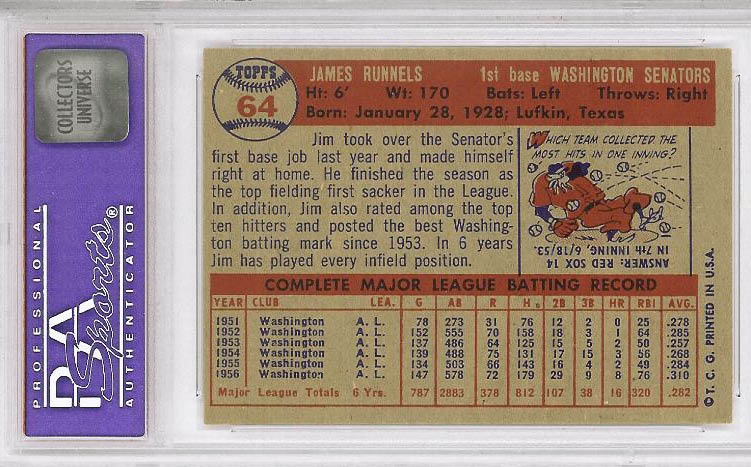 COLLECTORS
UNIVERSE
PROFESSIONAL
PSA
Sports®
AUTHENTICATOR
TOPPS
64
JAMES RUNNELS 1st base WASHINGTON SENATORS
Ht: 6' Wt: 170 Bats: Left Throws: Right
Born: January 28, 1928; Lufkin, Texas
Jim took over the Senator's
first base job last year and made himself
right at home. He finished the season as
the top fielding first sacker in the League.
In addition, Jim also rated among the top
ten hitters and posted the best Washing-
ton batting mark since 1953. In 6 years
Jim has played every infield position.
WHICH TEAM COLLECTED THE
MOST HITS IN ONE INNING?
ANSWER: RED SOX 14
IN 7th INNING, 6/18/53.
COMPLETE MAJOR LEAGUE BATTING RECORD
YEAR CLUB LEA. G AB R H 2B 3B HR RBI AVG.
1951 Washington A. L. 78 273 31 76 12 2 0 25 .278
1952 Washington A. L. 152 555 70 158 18 3 1 64 .285
1953 Washington A. L. 137 486 64 125 15 5 2 50 .257
1954 Washington A. L. 139 488 75 131 17 15 3 56 .268
1955 Washington A. L. 134 503 66 143 16 4 2 49 .284
1956 Washington A. L. 147 578 72 179 29 9 8 76 .310
Major League Totals 6 Yrs. 787 2883 378 812 107 38 16 320 .282
© T. C. G. PRINTED IN U.S.A.